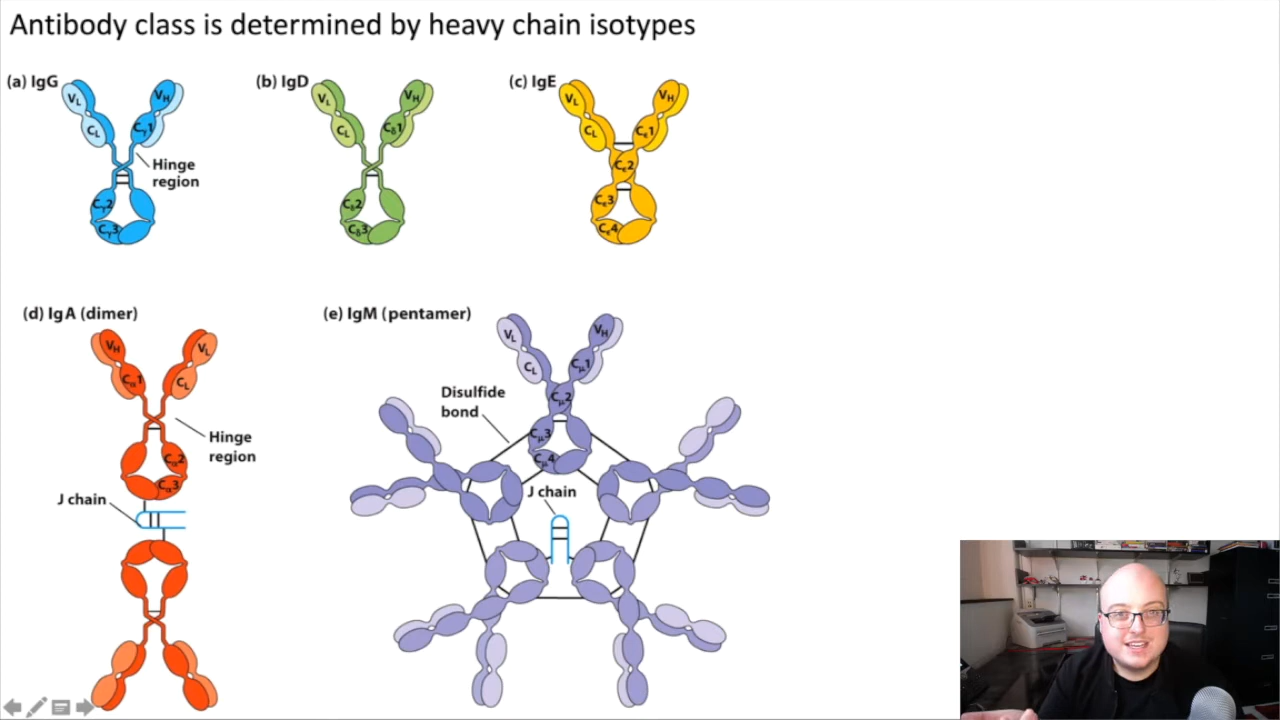 Antibody class is determined by heavy chain isotypes
(a) IgG
(b) IgD
(c) IgE
VL
VH
CL
Cγ1
Hinge
region
Cγ2
Cγ3
VL
VH
CL
Cδ1
Cδ2
Cδ3
VL
VH
CL
Cε1
Cε2
Cε3
Cε4
(d) IgA (dimer)
VH
VL
Cα1
CL
Hinge
region
Cα2
Cα3
J chain
(e) IgM (pentamer)
VL
VH
CL
Cμ1
Cμ2
Disulfide
bond
Cμ3
Cμ4
J chain